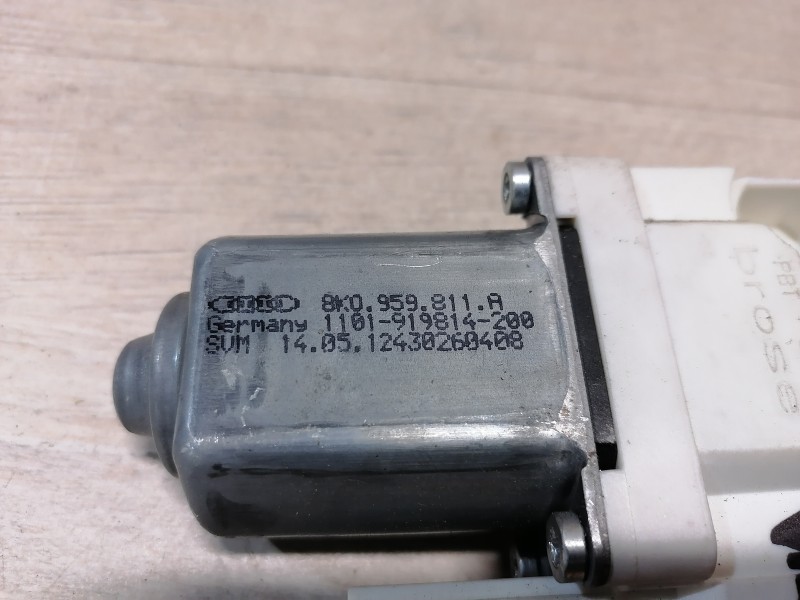 8K0.959.811.A
Germany 1101-919814-200
SVM 14.05.12430260408
brose
PBT